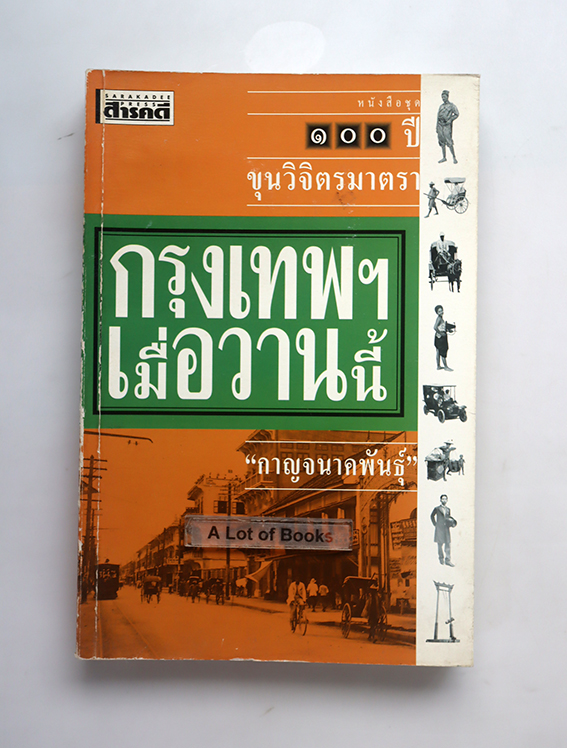 SARAKADEE
PRESS
สารคดี
หนังสือชุด
๑๐๐ ปี
ขุนวิจิตรมาตรา
กรุงเทพฯ
เมื่อวานนี้
“กาญจนาคพันธุ์”
A Lot of Books